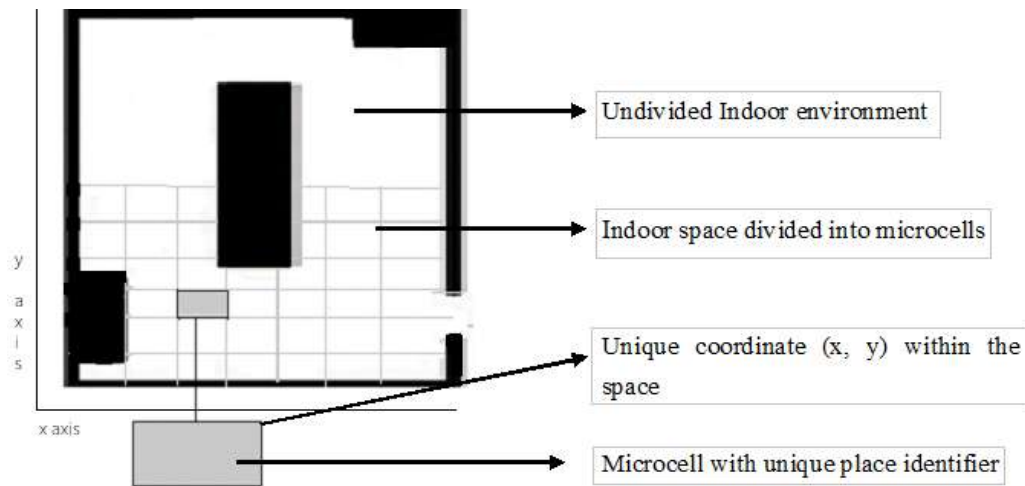 Undivided Indoor environment
Indoor space divided into microcells
y
a
x
i
s
Unique coordinate (x, y) within the
space
x axis
Microcell with unique place identifier